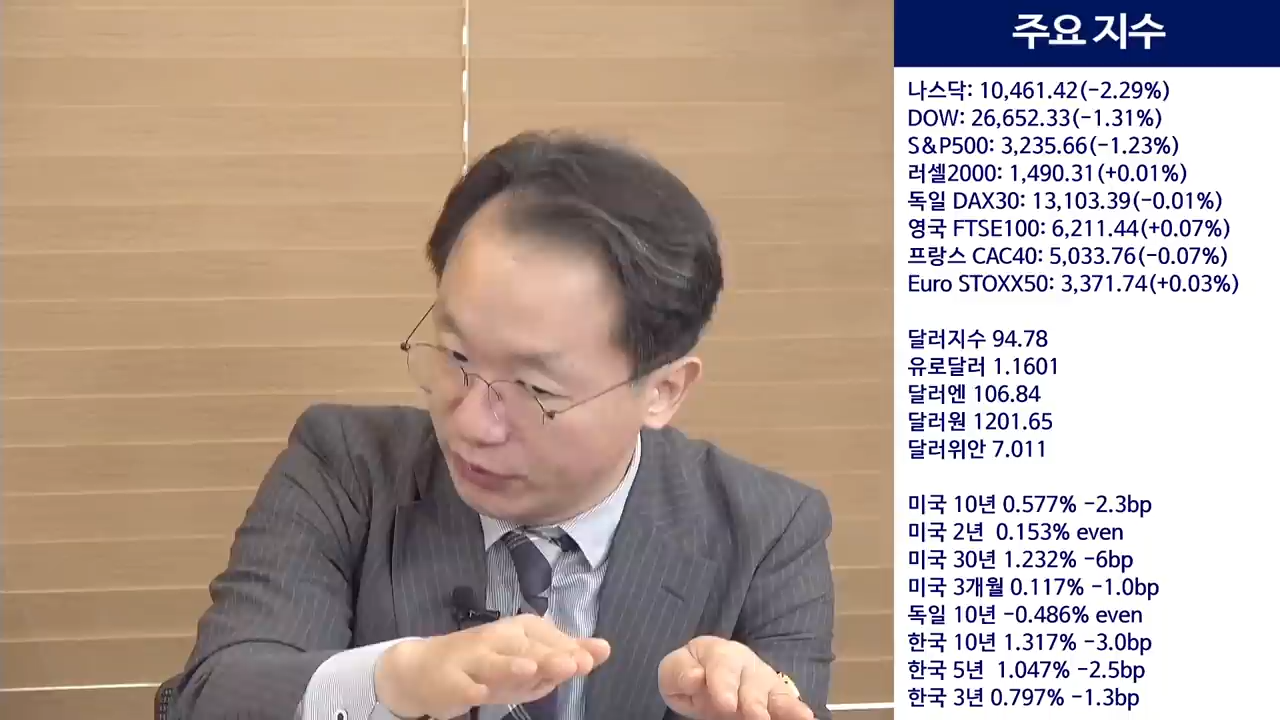 주요 지수
나스닥: 10,461.42(-2.29%)
DOW: 26,652.33(-1.31%)
S&P500: 3,235.66(-1.23%)
러셀2000: 1,490.31(+0.01%)
독일 DAX30: 13,103.39(-0.01%)
영국 FTSE100: 6,211.44(+0.07%)
프랑스 CAC40: 5,033.76(-0.07%)
Euro STOXX50: 3,371.74(+0.03%)
달러지수 94.78
유로달러 1.1601
달러엔 106.84
달러원 1201.65
달러위안 7.011
미국 10년 0.577% -2.3bp
미국 2년 0.153% even
미국 30년 1.232% -6bp
미국 3개월 0.117% -1.0bp
독일 10년 -0.486% even
한국 10년 1.317% -3.0bp
한국 5년 1.047% -2.5bp
한국 3년 0.797% -1.3bp